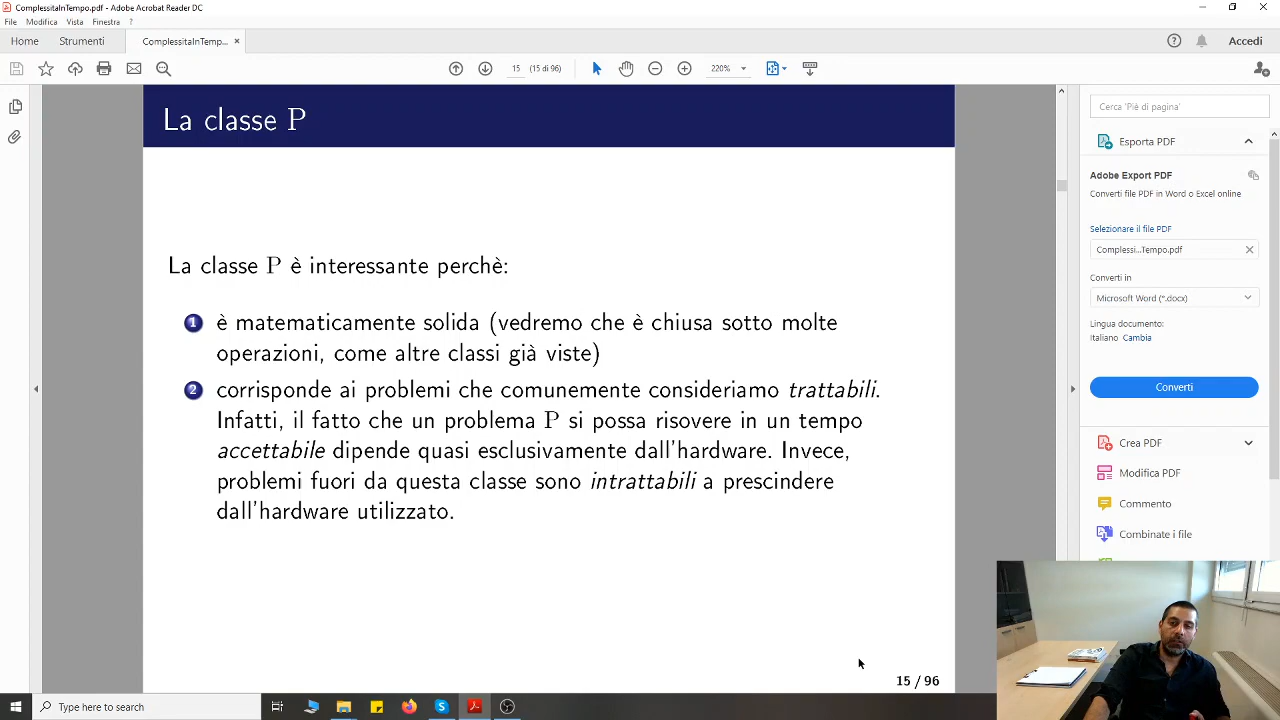 ComplessitaInTempo.pdf - Adobe Acrobat Reader DC
File Modifica Vista Finestra ?
Home Strumenti ComplessitaInTemp... × Accedi
15 (15 di 96) 220%
La classe P
La classe P è interessante perchè:
1 è matematicamente solida (vedremo che è chiusa sotto molte
operazioni, come altre classi già viste)
2 corrisponde ai problemi che comunemente consideriamo trattabili.
Infatti, il fatto che un problema P si possa risovere in un tempo
accettabile dipende quasi esclusivamente dall'hardware. Invece,
problemi fuori da questa classe sono intrattabili a prescindere
dall'hardware utilizzato.
15 / 96
Cerca 'Piè di pagina'
Esporta PDF
Adobe Export PDF
Converti file PDF in Word o Excel online
Selezionare il file PDF
Complessi...Tempo.pdf
Converti in
Microsoft Word (*.docx)
Lingua documento:
Italiano Cambia
Converti
Crea PDF
Modifica PDF
Commento
Combinate i file
Type here to search